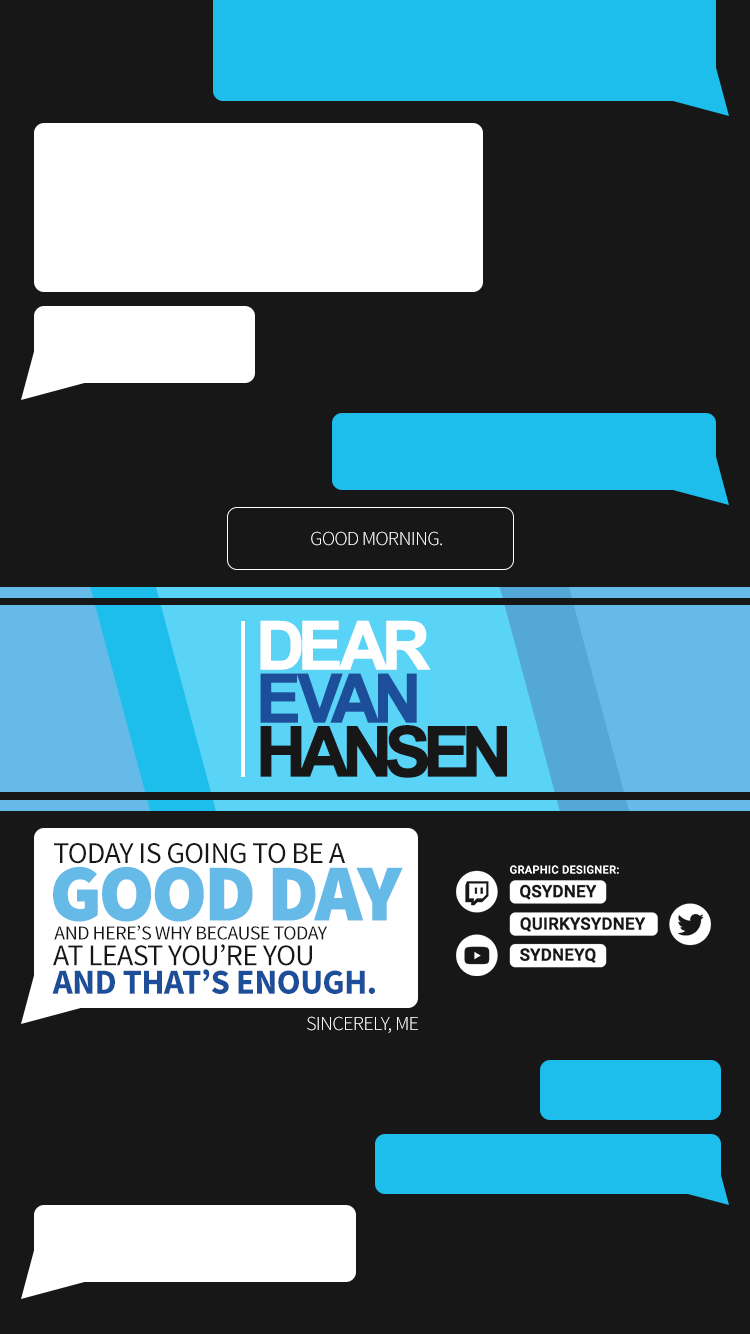 GOOD MORNING.
DEAR
EVAN
HANSEN
TODAY IS GOING TO BE A
GOOD DAY
AND HERE'S WHY BECAUSE TODAY
AT LEAST YOU'RE YOU
AND THAT'S ENOUGH.
SINCERELY, ME
GRAPHIC DESIGNER:
QSYDNEY
QUIRKYSYDNEY
SYDNEYQ